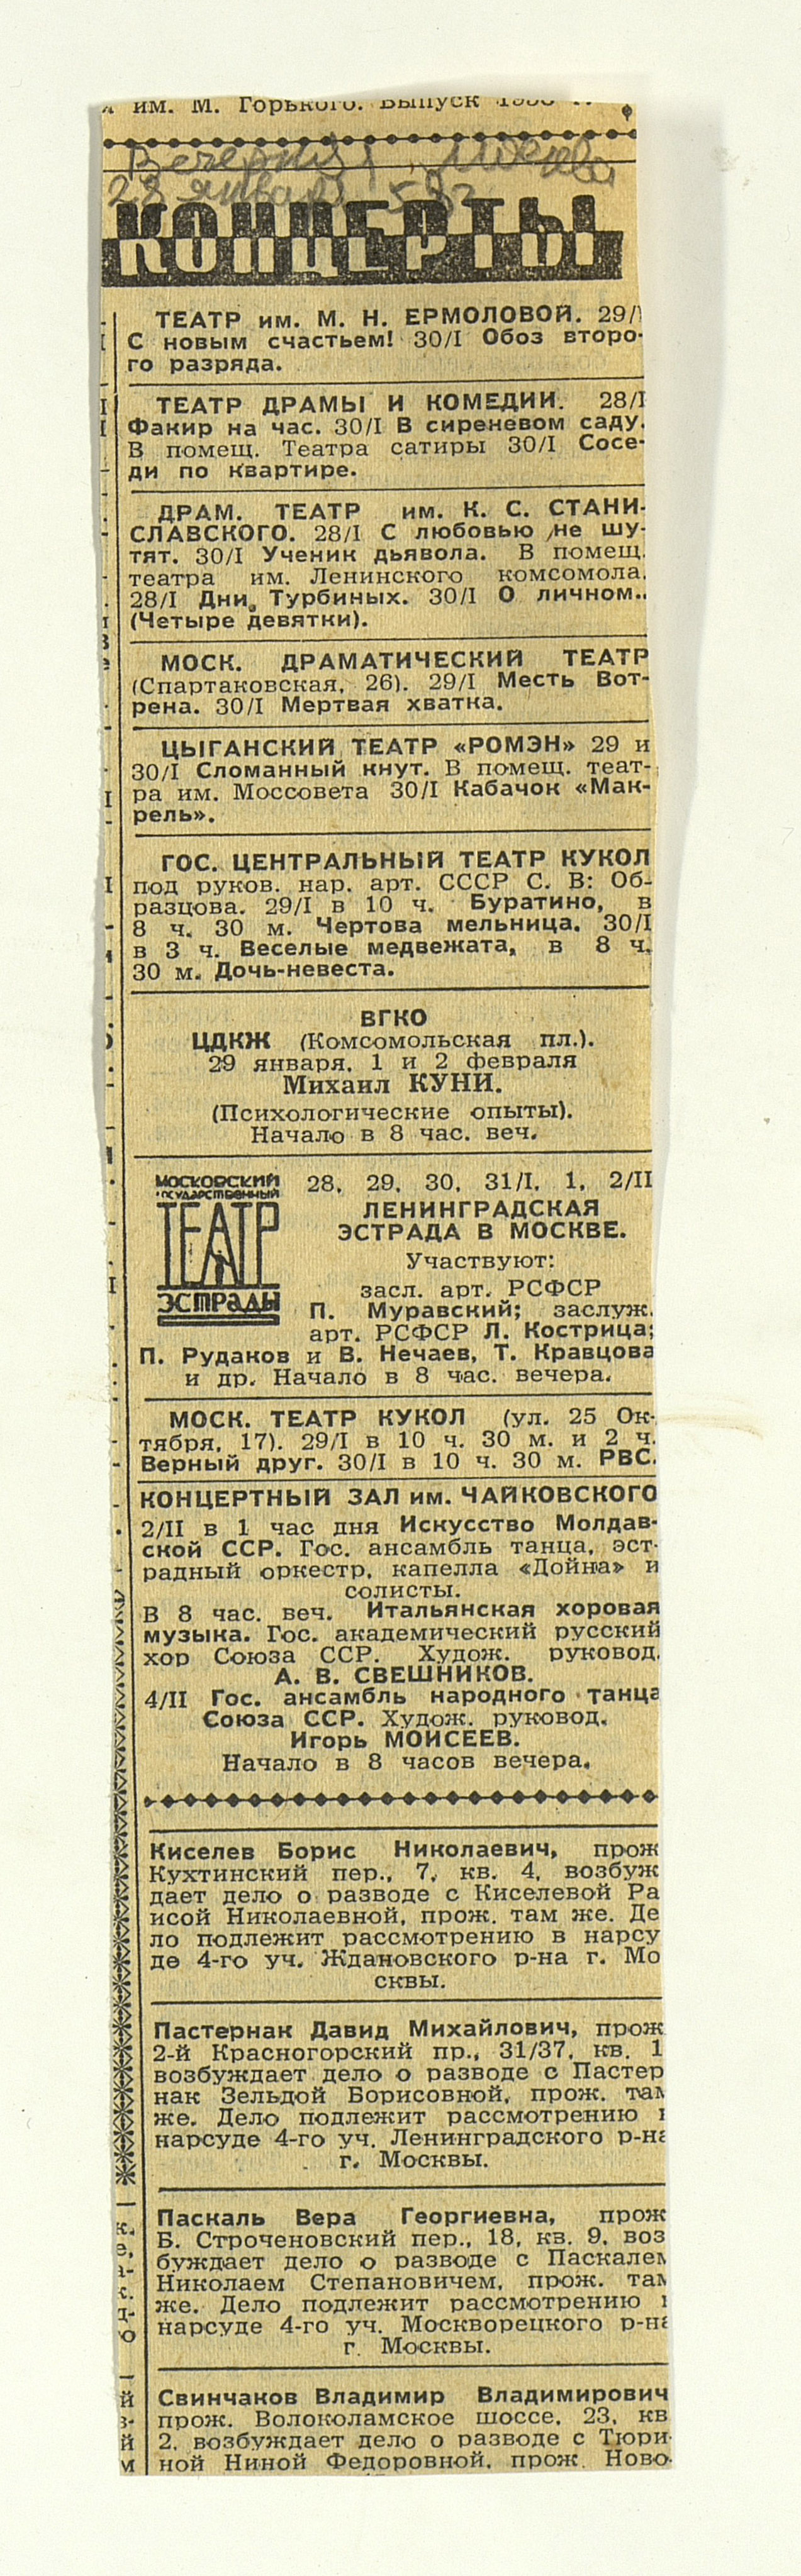 им. М. Горького. Выпуск
Вечерняя Москва
28 января 58г
КОНЦЕРТЫ
ТЕАТР им. М. Н. ЕРМОЛОВОЙ. 29/I
С новым счастьем! 30/I Обоз второ-
го разряда.
ТЕАТР ДРАМЫ И КОМЕДИИ. 28/I
Факир на час. 30/I В сиреневом саду.
В помещ. Театра сатиры 30/I Сосе-
ди по квартире.
ДРАМ. ТЕАТР им. К. С. СТАНИ-
СЛАВСКОГО. 28/I С любовью не шу-
тят. 30/I Ученик дьявола. В помещ.
театра им. Ленинского комсомола.
28/I Дни Турбиных. 30/I О личном..
(Четыре девятки).
МОСК. ДРАМАТИЧЕСКИЙ ТЕАТР
(Спартаковская, 26). 29/I Месть Вот-
рена. 30/I Мертвая хватка.
ЦЫГАНСКИЙ ТЕАТР «РОМЭН» 29 и
30/I Сломанный кнут. В помещ. теат-
ра им. Моссовета 30/I Кабачок «Мак-
рель».
ГОС. ЦЕНТРАЛЬНЫЙ ТЕАТР КУКОЛ
под руков. нар. арт. СССР С. В: Об-
разцова. 29/I в 10 ч. Буратино, в
8 ч. 30 м. Чертова мельница. 30/I
в 3 ч. Веселые медвежата, в 8 ч.
30 м. Дочь-невеста.
ВГКО
ЦДКЖ (Комсомольская пл.).
29 января, 1 и 2 февраля
Михаил КУНИ.
(Психологические опыты).
Начало в 8 час. веч.
МОСКОВСКИЙ
государственный
ТЕАТР
ЭСТРАДЫ
28, 29, 30, 31/I, 1, 2/II
ЛЕНИНГРАДСКАЯ
ЭСТРАДА В МОСКВЕ.
Участвуют:
засл. арт. РСФСР
П. Муравский; заслуж.
арт. РСФСР Л. Кострица;
П. Рудаков и В. Нечаев, Т. Кравцова
и др. Начало в 8 час. вечера.
МОСК. ТЕАТР КУКОЛ (ул. 25 Ок-
тября, 17). 29/I в 10 ч. 30 м. и 2 ч.
Верный друг. 30/I в 10 ч. 30 м. РВС.
КОНЦЕРТНЫЙ ЗАЛ им. ЧАЙКОВСКОГО
2/II в 1 час дня Искусство Молдав-
ской ССР. Гос. ансамбль танца, эст-
радный оркестр, капелла «Дойна» и
солисты.
В 8 час. веч. Итальянская хоровая
музыка. Гос. академический русский
хор Союза ССР. Худож. руковод.
А. В. СВЕШНИКОВ.
4/II Гос. ансамбль народного танца
Союза ССР. Худож. руковод.
Игорь МОИСЕЕВ.
Начало в 8 часов вечера.
Киселев Борис Николаевич, прож
Кухтинский пер., 7, кв. 4, возбуж
дает дело о разводе с Киселевой Ра
исой Николаевной, прож. там же. Де
ло подлежит рассмотрению в нарсу
де 4-го уч. Ждановского р-на г. Мо
сквы.
Пастернак Давид Михайлович, прож
2-й Красногорский пр., 31/37, кв. 1
возбуждает дело о разводе с Пастер
нак Зельдой Борисовной, прож. там
же. Дело подлежит рассмотрению
нарсуде 4-го уч. Ленинградского р-на
г. Москвы.
Паскаль Вера Георгиевна, прож
Б. Строченовский пер., 18, кв. 9, воз
буждает дело о разводе с Паскалем
Николаем Степановичем, прож. там
же. Дело подлежит рассмотрению
нарсуде 4-го уч. Москворецкого р-на
г. Москвы.
Свинчаков Владимир Владимирович
прож. Волоколамское шоссе, 23, кв
2, возбуждает дело о разводе с Тюри-
ной Ниной Федоровной, прож. Ново-